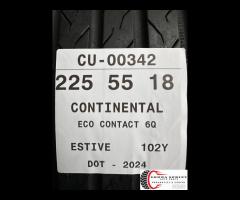 CU-00342
225 55 18
CONTINENTAL
ECO CONTACT 6Q
ESTIVE 102Y
DOT - 2024